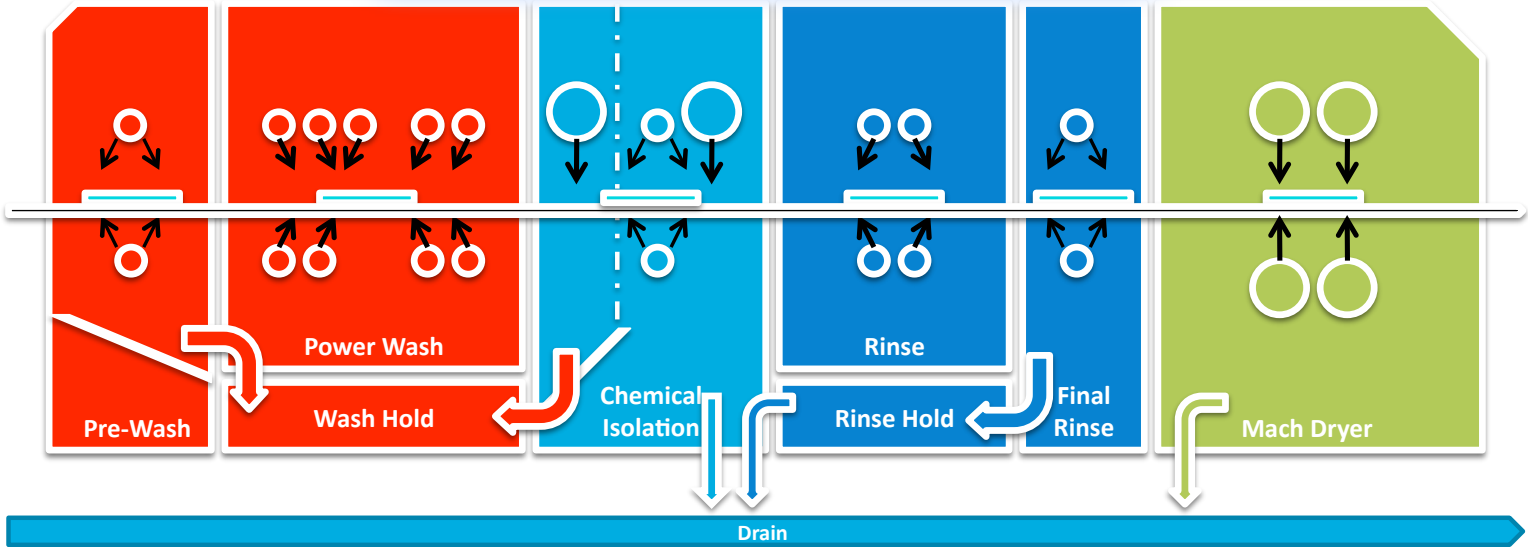 Power Wash
Rinse
Pre-Wash
Wash Hold
Chemical
Isolation
Rinse Hold
Final
Rinse
Mach Dryer
Drain